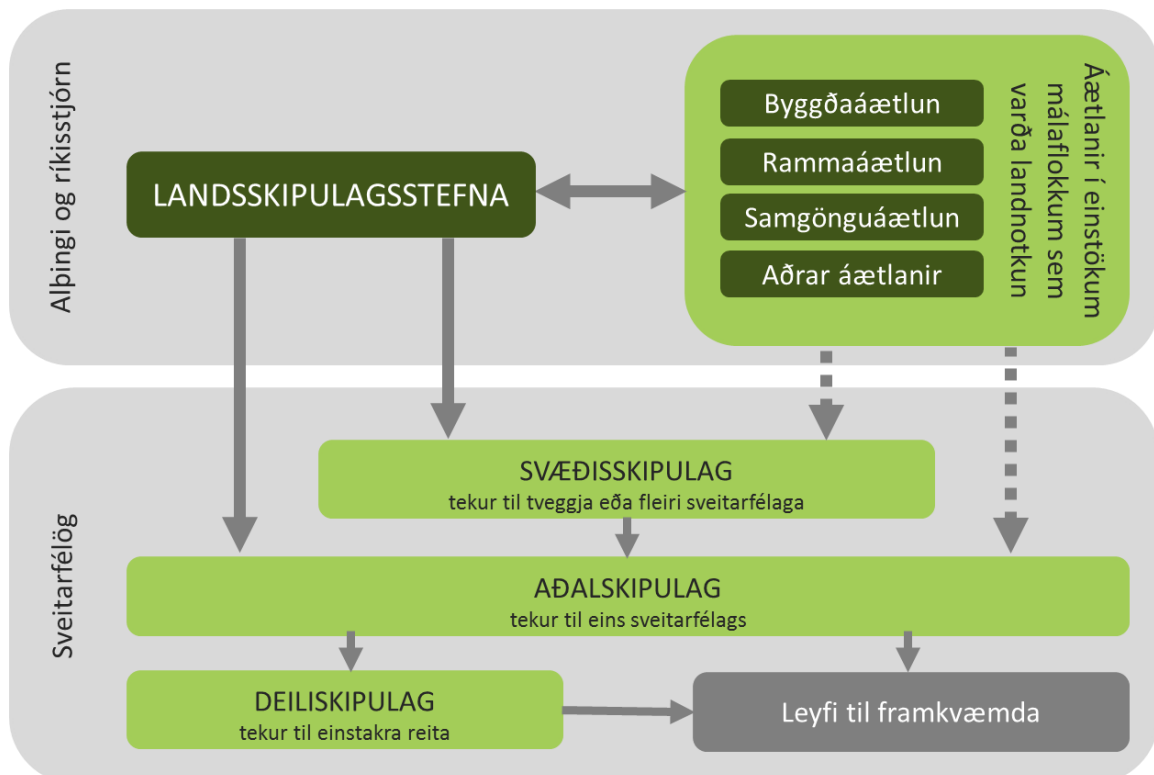 Alþingi og ríkisstjórn
LANDSSKIPULAGSSTEFNA
Byggðaáætlun
Rammaáætlun
Samgönguáætlun
Aðrar áætlanir
Áætlanir í einstökum
málaflokkum sem
varða landnotkun
Sveitarfélög
SVÆÐISSKIPULAG
tekur til tveggja eða fleiri sveitarfélaga
AÐALSKIPULAG
tekur til eins sveitarfélags
DEILISKIPULAG
tekur til einstakra reita
Leyfi til framkvæmda